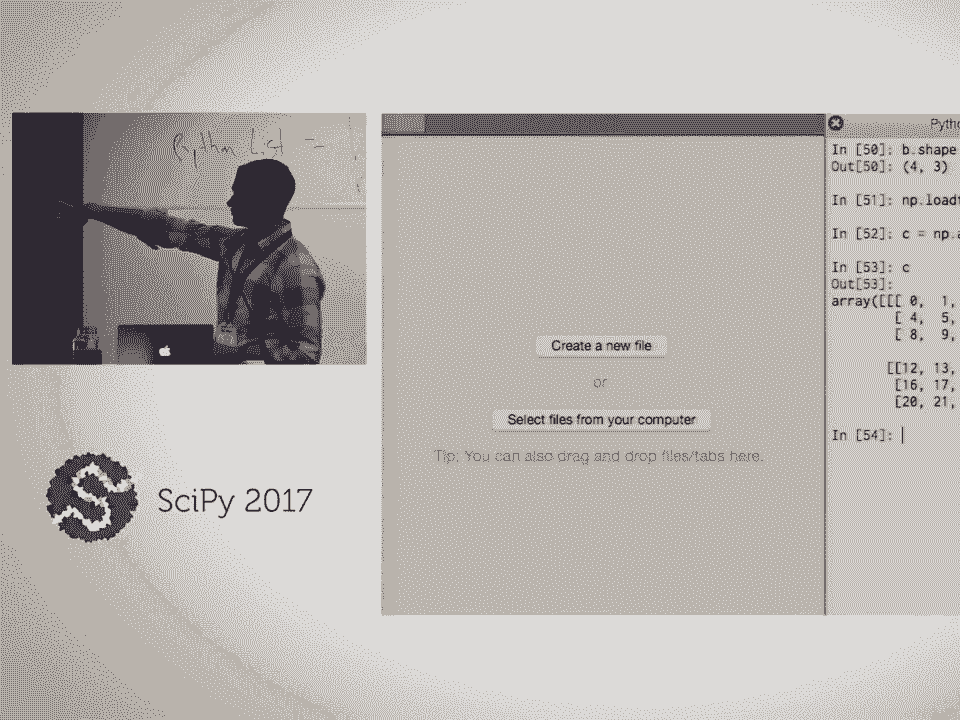 Python List =
Pytho
In [50]: b.shape
Out[50]: (4, 3)
In [51]: np.loadt
In [52]: c = np.a
In [53]: c
Out[53]:
array([[[ 0, 1,
[ 4, 5,
[ 8, 9,
[[12, 13,
[16, 17,
[20, 21,
In [54]:
Create a new file
or
Select files from your computer
Tip: You can also drag and drop files/tabs here.
SciPy 2017